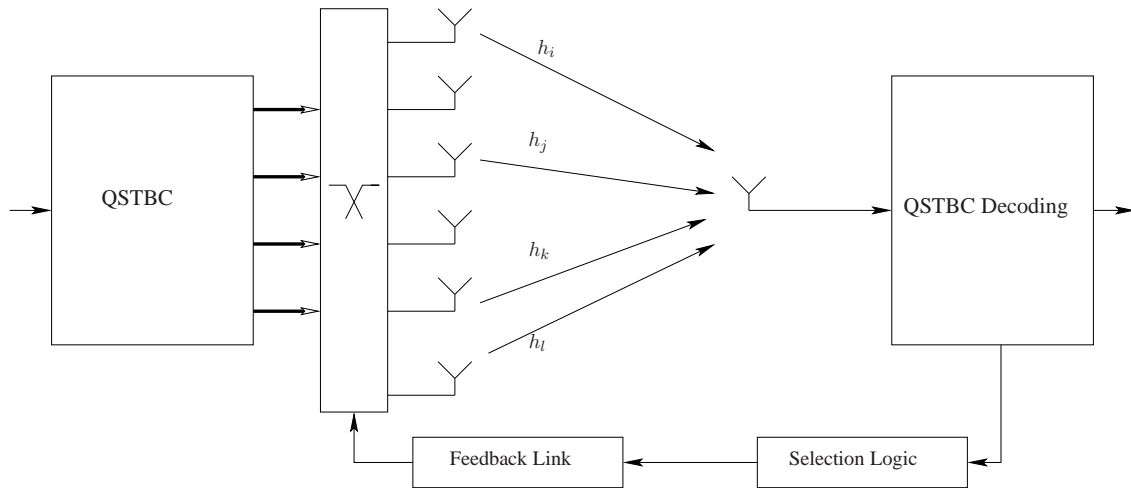 h_i
h_j
QSTBC
QSTBC Decoding
h_k
h_l
Feedback Link
Selection Logic